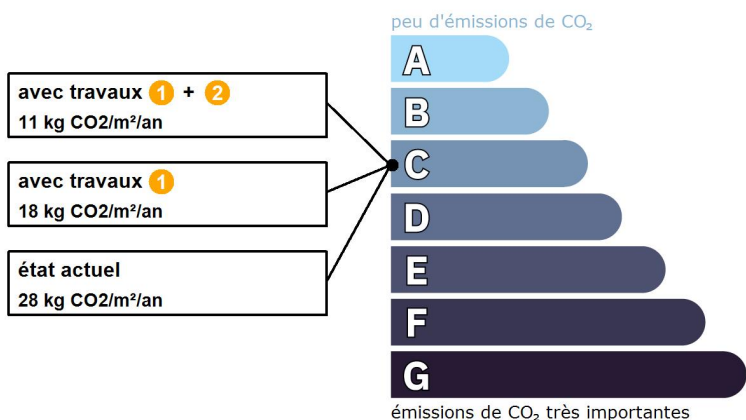 peu d'émissions de CO₂
avec travaux 1 + 2
11 kg CO2/m²/an
avec travaux 1
18 kg CO2/m²/an
état actuel
28 kg CO2/m²/an
A
B
C
D
E
F
G
émissions de CO₂ très importantes